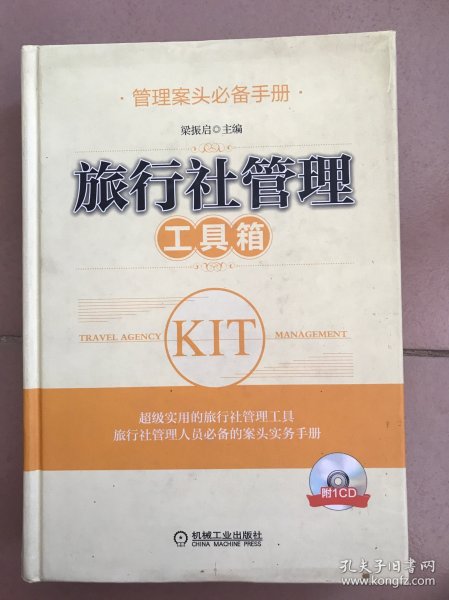 ·管理案头必备手册·
梁振启◎主编
旅行社管理
工具箱
TRAVEL AGENCY KIT MANAGEMENT
超级实用的旅行社管理工具
旅行社管理人员必备的案头实务手册
附1CD
机械工业出版社
CHINA MACHINE PRESS
孔夫子旧书网
www.kongfz.com